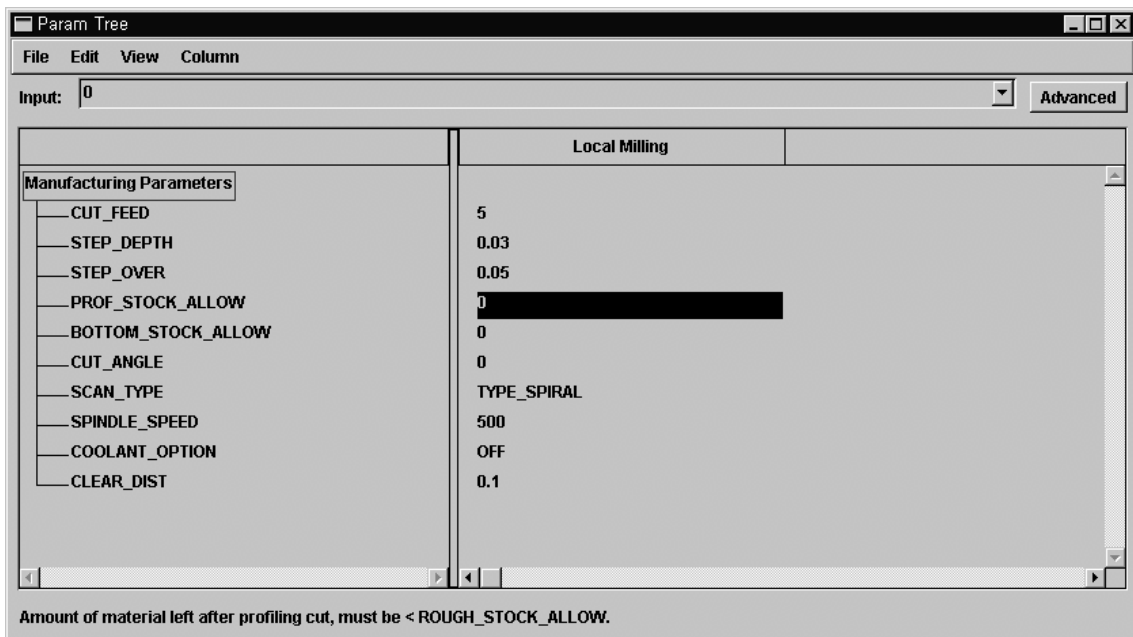 Param Tree
File Edit View Column
Input: 0 Advanced
Local Milling
Manufacturing Parameters
CUT_FEED 5
STEP_DEPTH 0.03
STEP_OVER 0.05
PROF_STOCK_ALLOW 0
BOTTOM_STOCK_ALLOW 0
CUT_ANGLE 0
SCAN_TYPE TYPE_SPIRAL
SPINDLE_SPEED 500
COOLANT_OPTION OFF
CLEAR_DIST 0.1
Amount of material left after profiling cut, must be < ROUGH_STOCK_ALLOW.